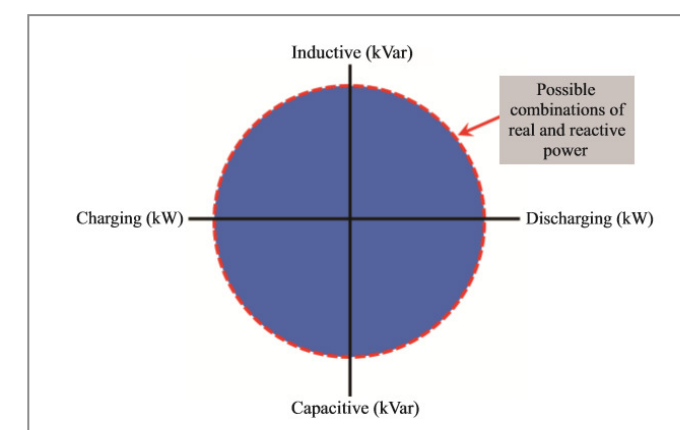 Inductive (kVar)
Possible
combinations of
real and reactive
power
Charging (kW)
Discharging (kW)
Capacitive (kVar)